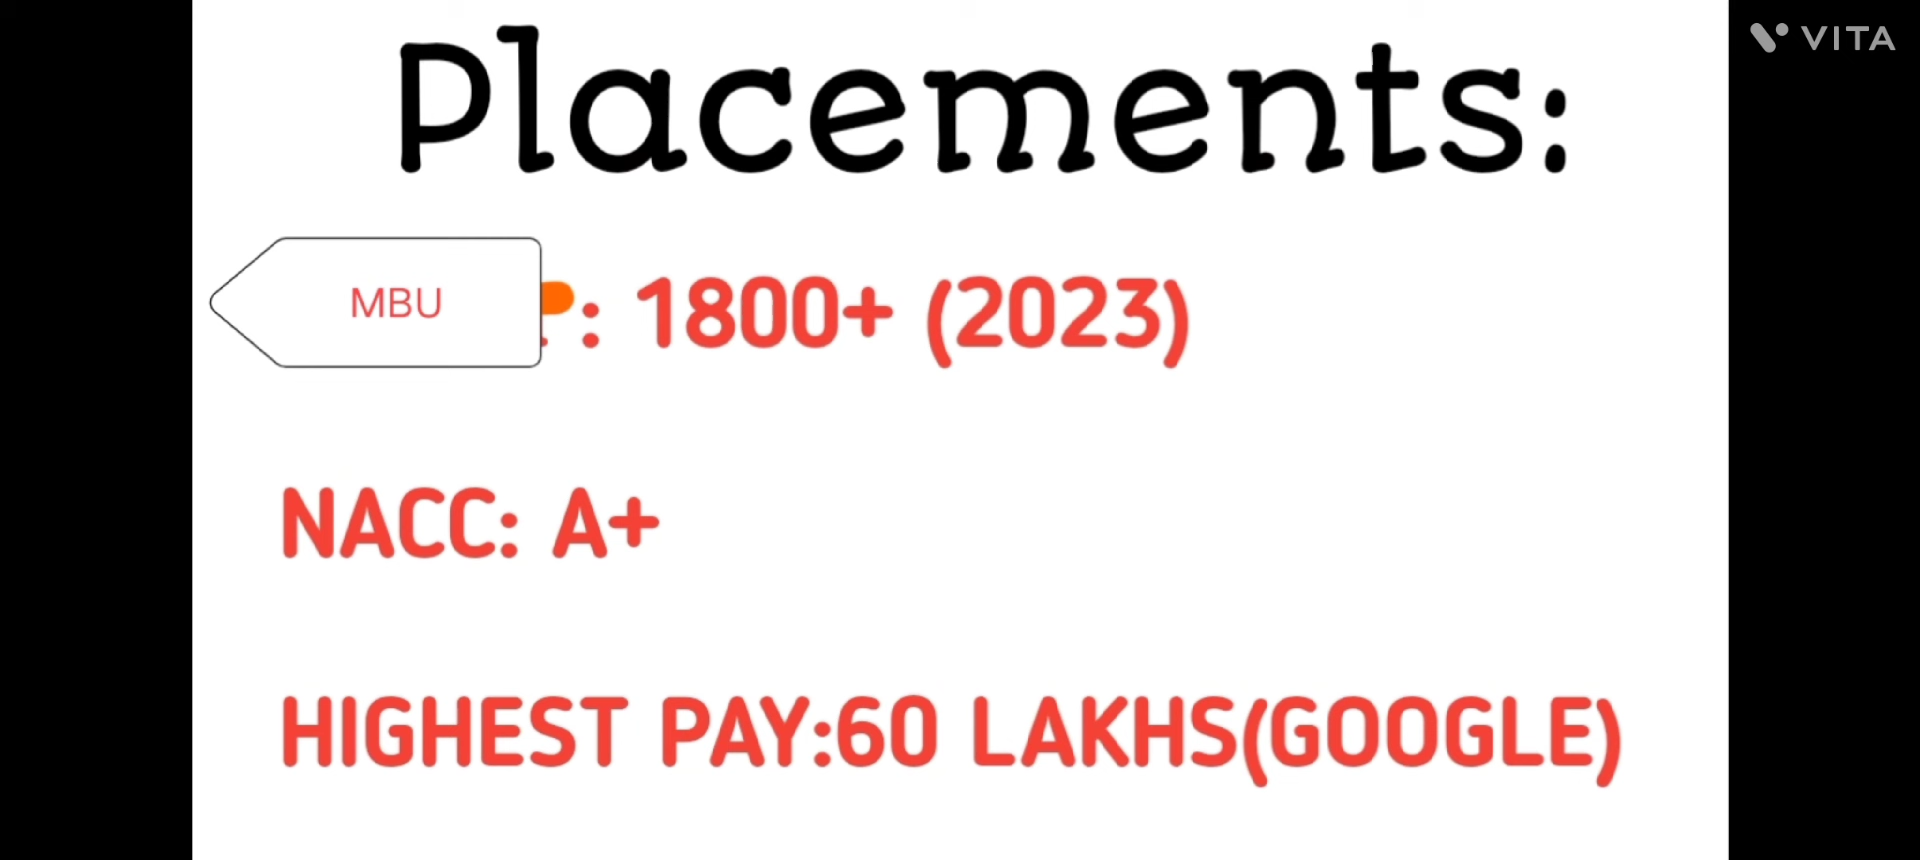 Placements:
VITA
MBU : 1800+ (2023)
NACC: A+
HIGHEST PAY:60 LAKHS(GOOGLE)